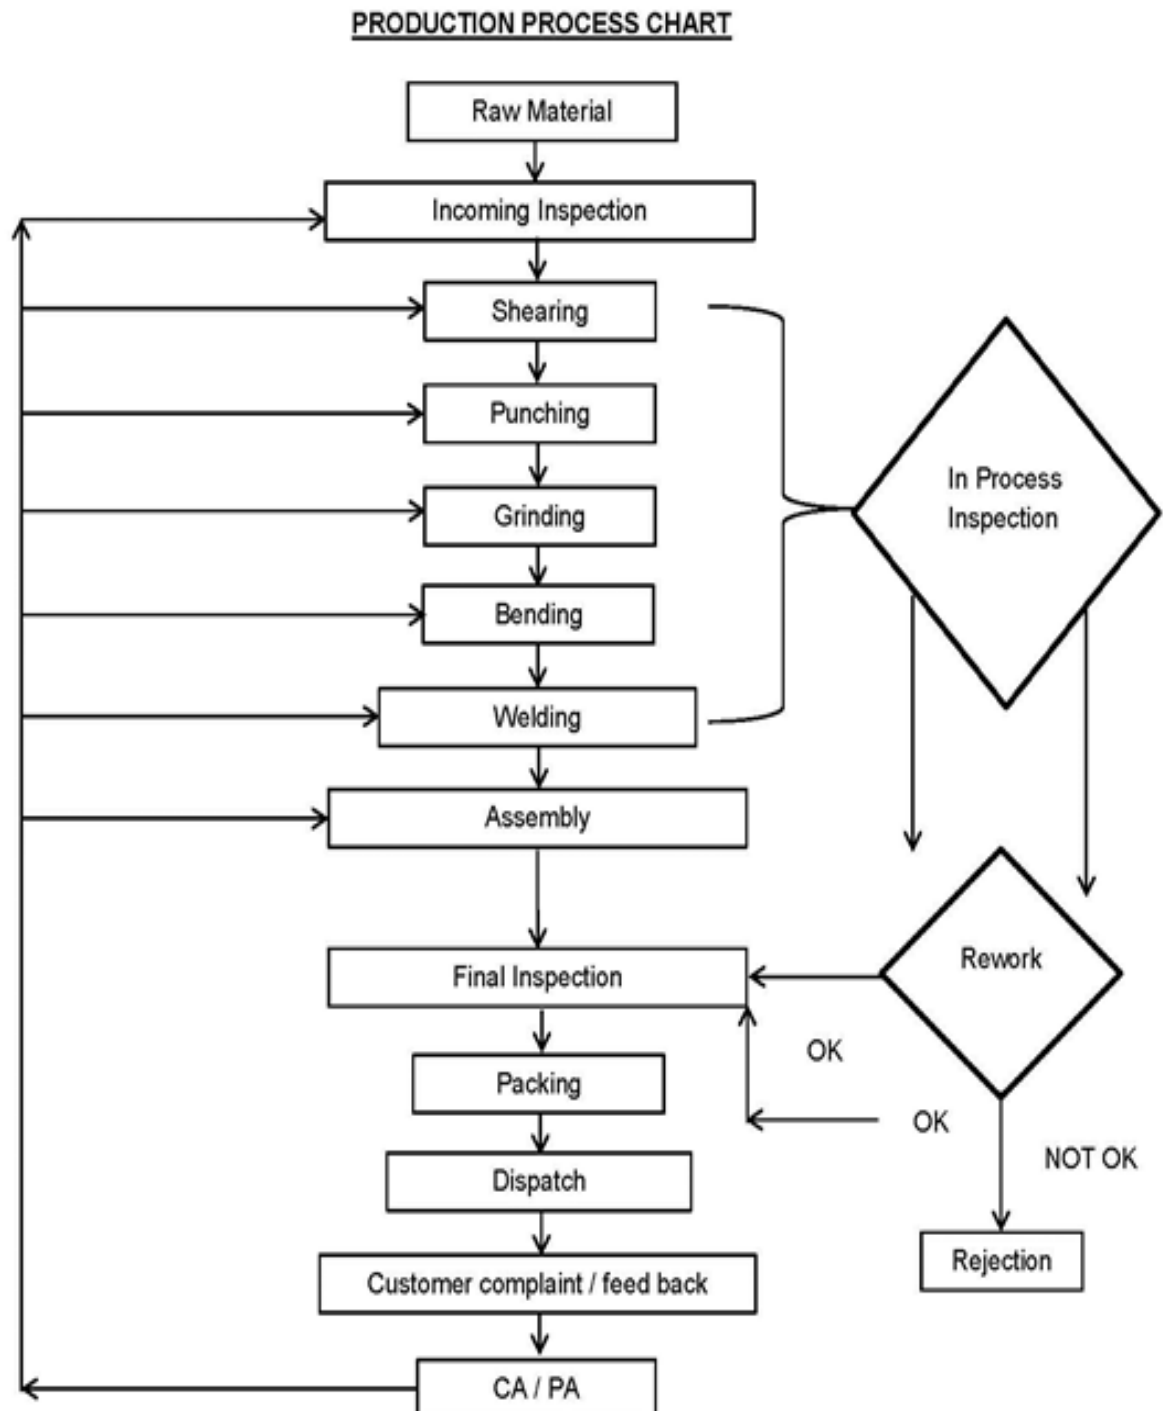 PRODUCTION PROCESS CHART
Raw Material
Incoming Inspection
Shearing
Punching
Grinding
Bending
Welding
Assembly
Final Inspection
Packing
Dispatch
Customer complaint / feed back
CA / PA
In Process
Inspection
Rework
OK
OK
NOT OK
Rejection